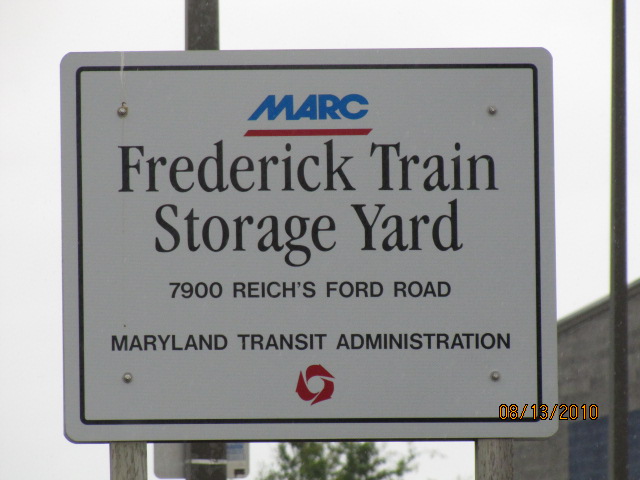 MARC
Frederick Train
Storage Yard
7900 REICH'S FORD ROAD
MARYLAND TRANSIT ADMINISTRATION
08/13/2010